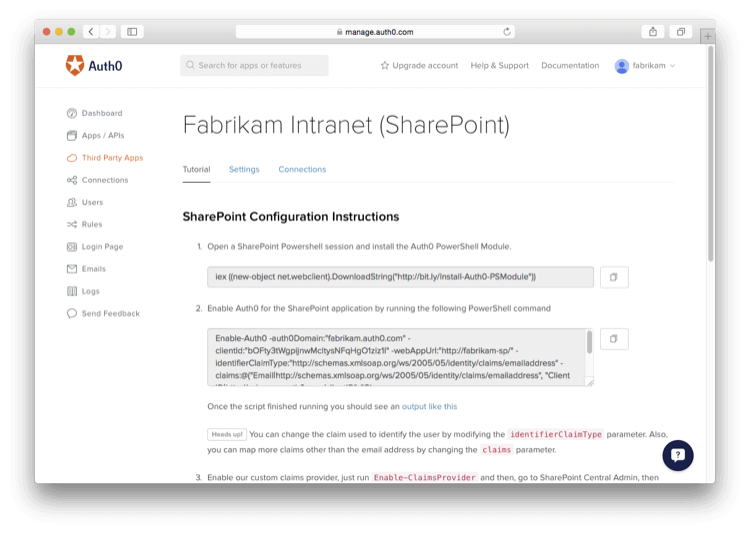 manage.auth0.com
Auth0
Search for apps or features
Upgrade account
Help & Support
Documentation
fabrikam
Dashboard
Apps / APIs
Third Party Apps
Connections
Users
Rules
Login Page
Emails
Logs
Send Feedback
Fabrikam Intranet (SharePoint)
Tutorial
Settings
Connections
SharePoint Configuration Instructions
1. Open a SharePoint Powershell session and install the Auth0 PowerShell Module.
iex ((new-object net.webclient).DownloadString("http://bit.ly/Install-Auth0-PSModule"))
2. Enable Auth0 for the SharePoint application by running the following PowerShell command
Enable-Auth0 -auth0Domain:"fabrikam.auth0.com" -
clientId:"bOFty3tWgpijnwMcltysNFqHgO1ziz1I" -webAppUrl:"http://fabrikam-sp/" -
identifierClaimType:"http://schemas.xmlsoap.org/ws/2005/05/identity/claims/emailaddress" -
claims:@("Email|http://schemas.xmlsoap.org/ws/2005/05/identity/claims/emailaddress", "Client
Once the script finished running you should see an output like this
Heeds up! You can change the claim used to identify the user by modifying the identifierClaimType parameter. Also,
you can map more claims other than the email address by changing the claims parameter.
3. Enable our custom claims provider, just run Enable-ClaimsProvider and then, go to SharePoint Central Admin, then